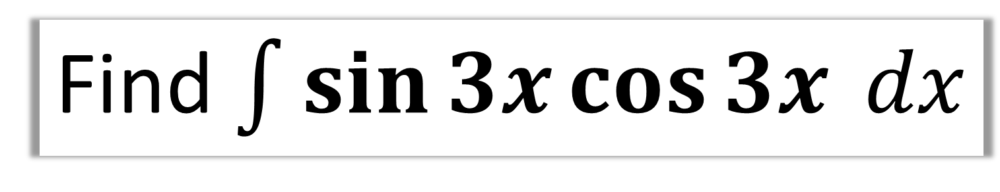 Find ∫ sin 3x cos 3x dx